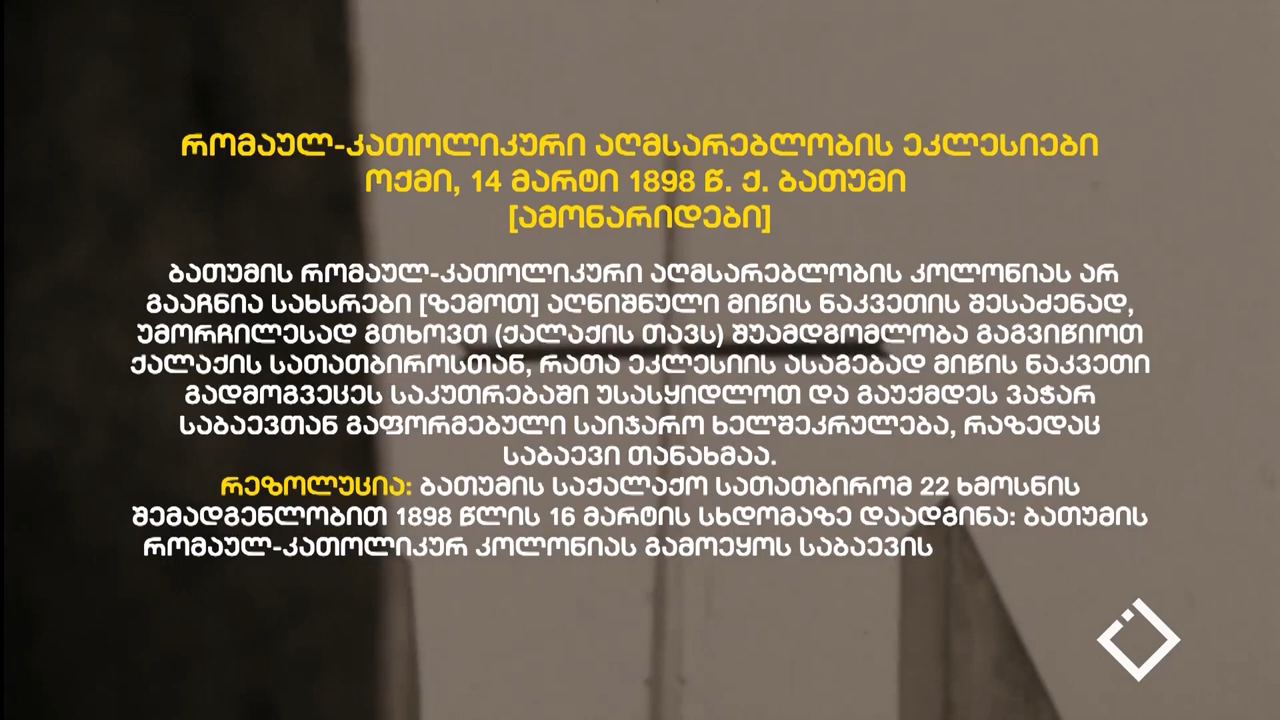 რომაულ-კათოლიკური აღმსარებლობის ეკლესიები
ოქმი, 14 მარტი 1898 წ. ქ. ბათუმი
[ამონარიდები]
ბათუმის რომაულ-კათოლიკური აღმსარებლობის კოლონიას არ
გააჩნია სახსრები [ზემოთ] აღნიშნული მიწის ნაკვეთის შესაძენად,
უმორჩილესად გთხოვთ (ქალაქის თავს) შუამდგომლობა გაგვიწიოთ
ქალაქის სათათბიროსთან, რათა ეკლესიის ასაგებად მიწის ნაკვეთი
გადმოგვეცეს საკუთრებაში უსასყიდლოთ და გაუქმდეს ვაჭარ
საბაევთან გაფორმებული საიჯარო ხელშეკრულება, რაზედაც
საბაევი თანახმაა.
რეზოლუცია: ბათუმის საქალაქო სათათბირომ 22 ხმოსნის
შემადგენლობით 1898 წლის 16 მარტის სხდომაზე დაადგინა: ბათუმის
რომაულ-კათოლიკურ კოლონიას გამოეყოს საბაევის